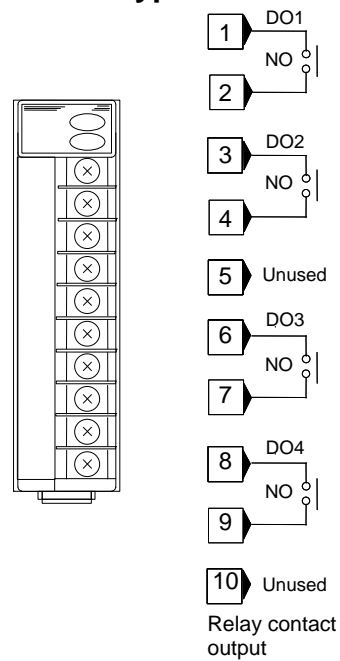 1 DO1
NO
2
3 DO2
NO
4
5 Unused
6 DO3
NO
7
8 DO4
NO
9
10 Unused
Relay contact
output